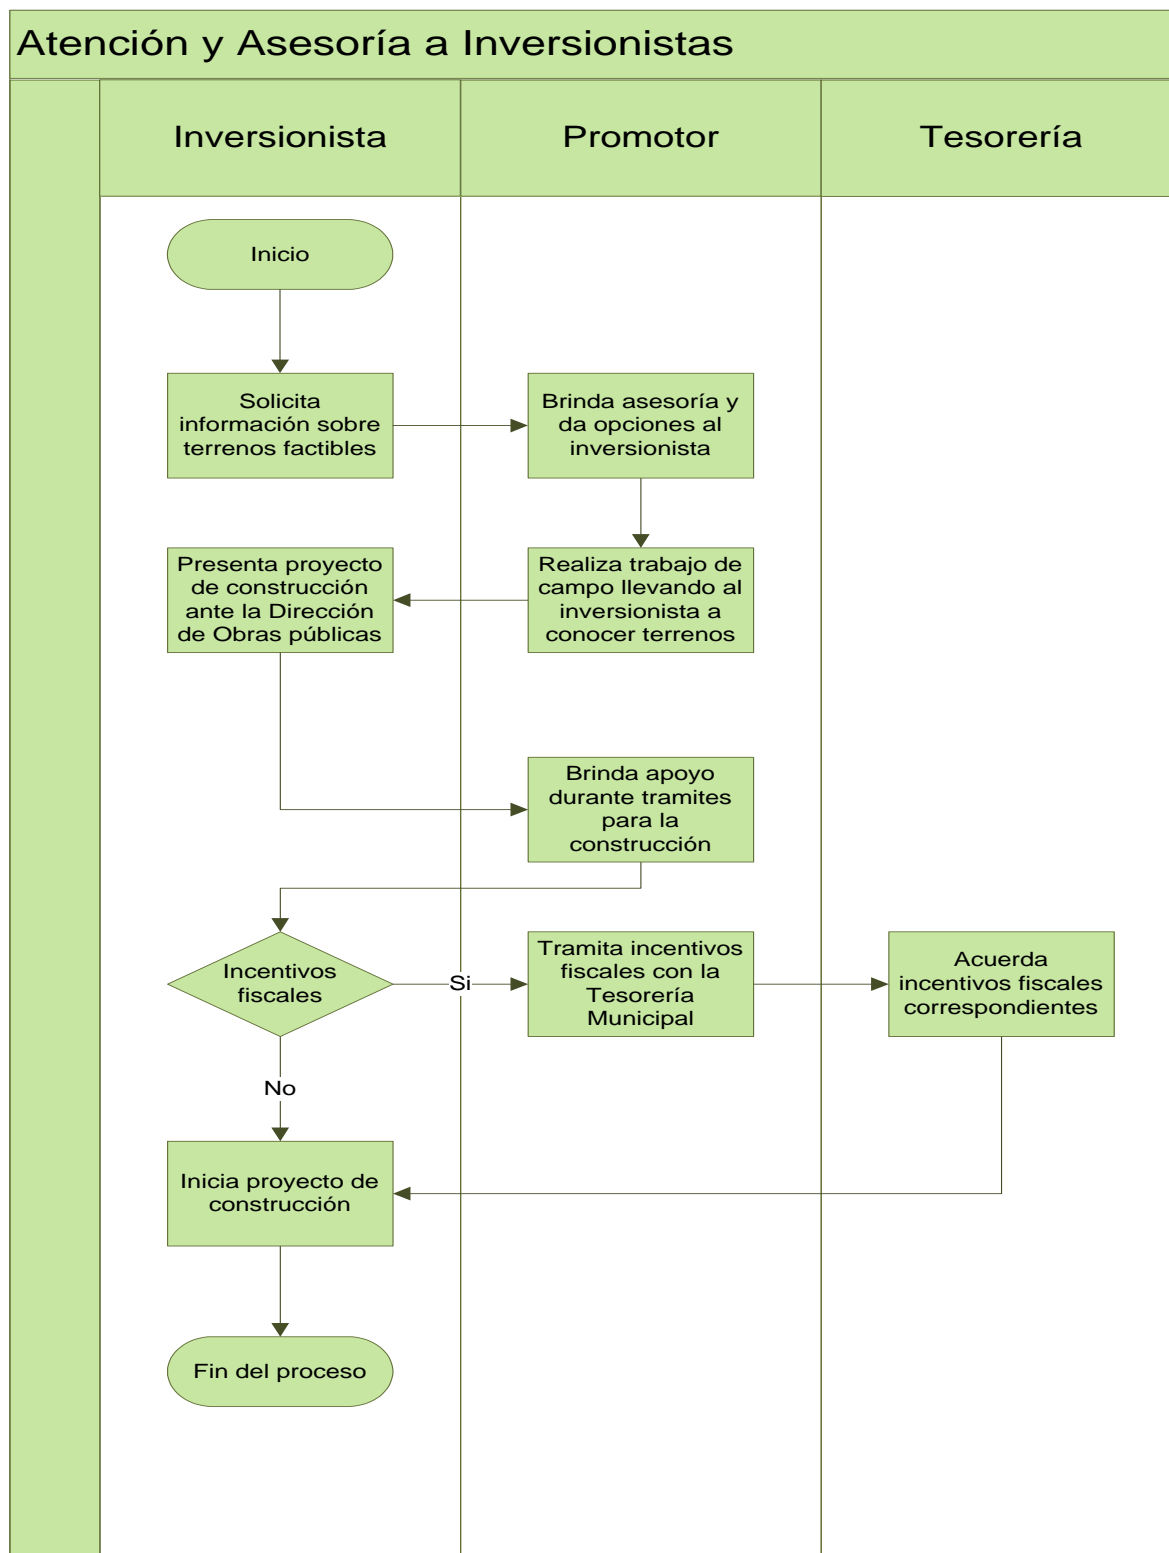 Atención y Asesoría a Inversionistas
Inversionista
Promotor
Tesorería
Inicio
Solicita
información sobre
terrenos factibles
Brinda asesoría y
da opciones al
inversionista
Presenta proyecto
de construcción
ante la Dirección
de Obras públicas
Realiza trabajo de
campo llevando al
inversionista a
conocer terrenos
Brinda apoyo
durante tramites
para la
construcción
Incentivos
fiscales
Si
Tramita incentivos
fiscales con la
Tesorería
Municipal
Acuerda
incentivos fiscales
correspondientes
No
Inicia proyecto de
construcción
Fin del proceso